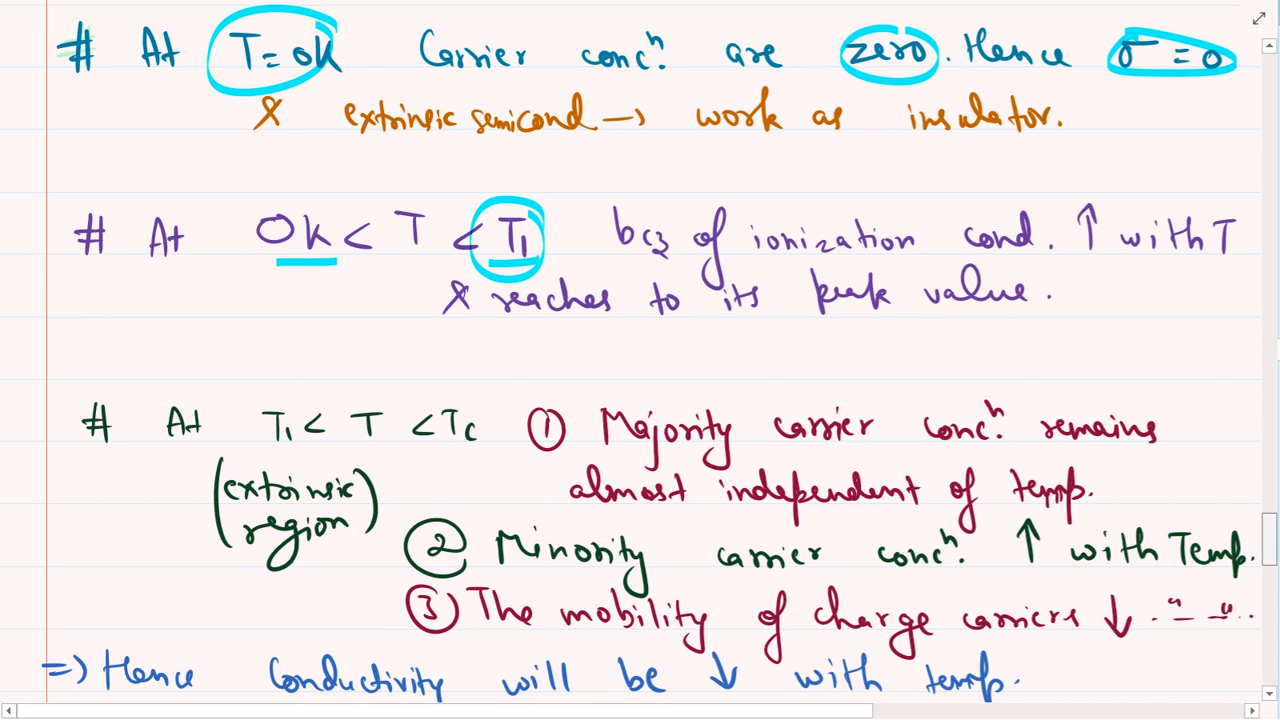 # At T=0k Carrier concⁿ. are zero. Hence σ = 0
& extrinsic semicond → work as insulator.
# At 0k < T < T₁ bcz of ionization cond. ↑ with T
& reaches to its peak value.
# At T₁ < T < Tc ① Majority carrier concⁿ. remains
(extrinsic region) almost independent of temp.
② Minority carrier concⁿ. ↑ with Temp.
③ The mobility of charge carriers ↓ -"- -"-.
=> Hence Conductivity will be ↓ with temp.